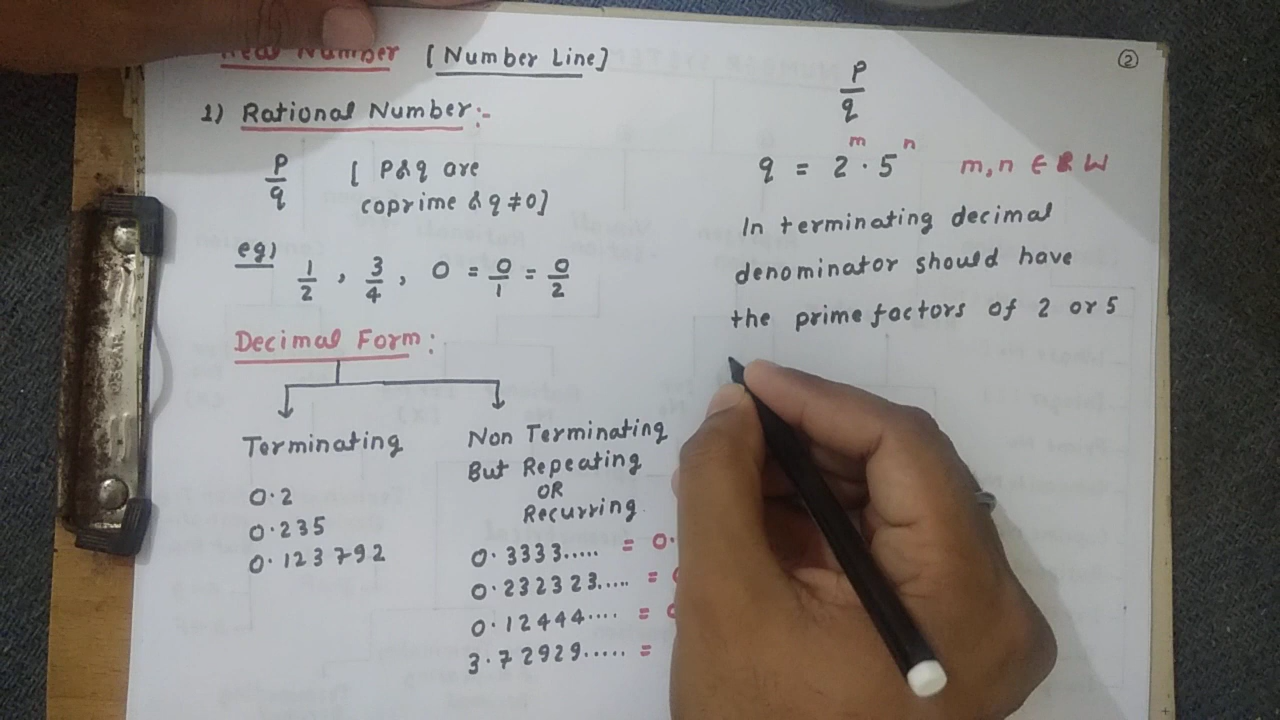 Real Number [Number Line]
1) Rational Number:-
P/q [P & q are
coprime & q ≠ 0]
eg) 1/2, 3/4, 0 = 0/1 = 0/2
Decimal Form:
Terminating
0.2
0.235
0.123792
Non Terminating
But Repeating
OR
Recurring
0.3333..... = 0.
0.232323..... =
0.12444.... =
3.72929..... =
②
P/q
q = 2^m . 5^n m,n ∈ W
In terminating decimal
denominator should have
the prime factors of 2 or 5